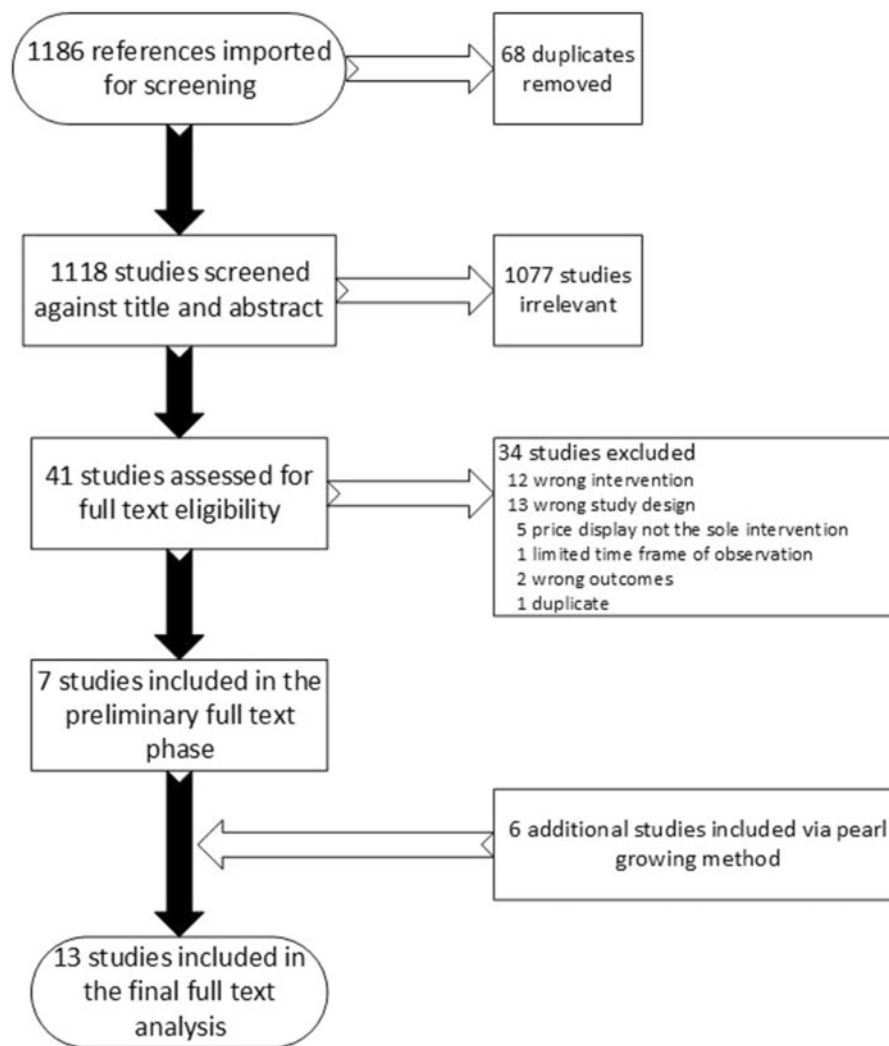 1186 references imported
for screening
68 duplicates
removed
1118 studies screened
against title and abstract
1077 studies
irrelevant
41 studies assessed for
full text eligibility
34 studies excluded
12 wrong intervention
13 wrong study design
5 price display not the sole intervention
1 limited time frame of observation
2 wrong outcomes
1 duplicate
7 studies included in the
preliminary full text
phase
6 additional studies included via pearl
growing method
13 studies included in
the final full text
analysis